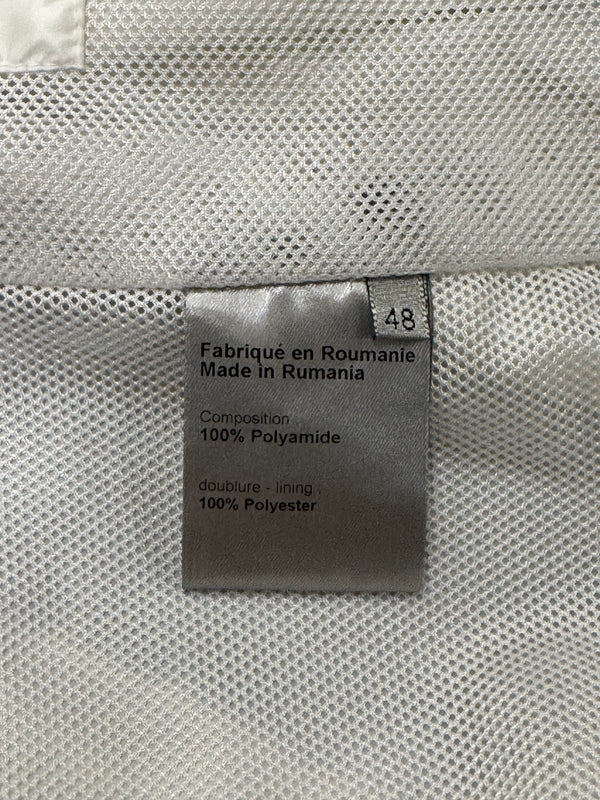 48
Fabriqué en Roumanie
Made in Rumania
Composition
100% Polyamide
doublure - lining
100% Polyester